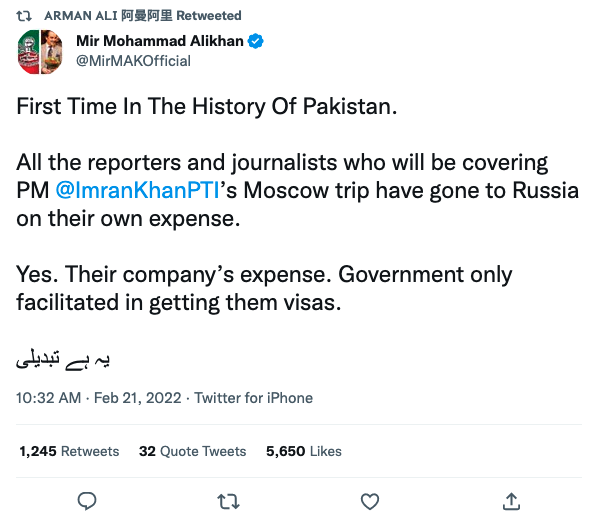 ARMAN ALI 阿曼阿里 Retweeted
Mir Mohammad Alikhan
@MirMAKOfficial
First Time In The History Of Pakistan.
All the reporters and journalists who will be covering
PM @ImranKhanPTI's Moscow trip have gone to Russia
on their own expense.
Yes. Their company's expense. Government only
facilitated in getting them visas.
یہ ہے تبدیلی
10:32 AM · Feb 21, 2022 · Twitter for iPhone
1,245 Retweets 32 Quote Tweets 5,650 Likes